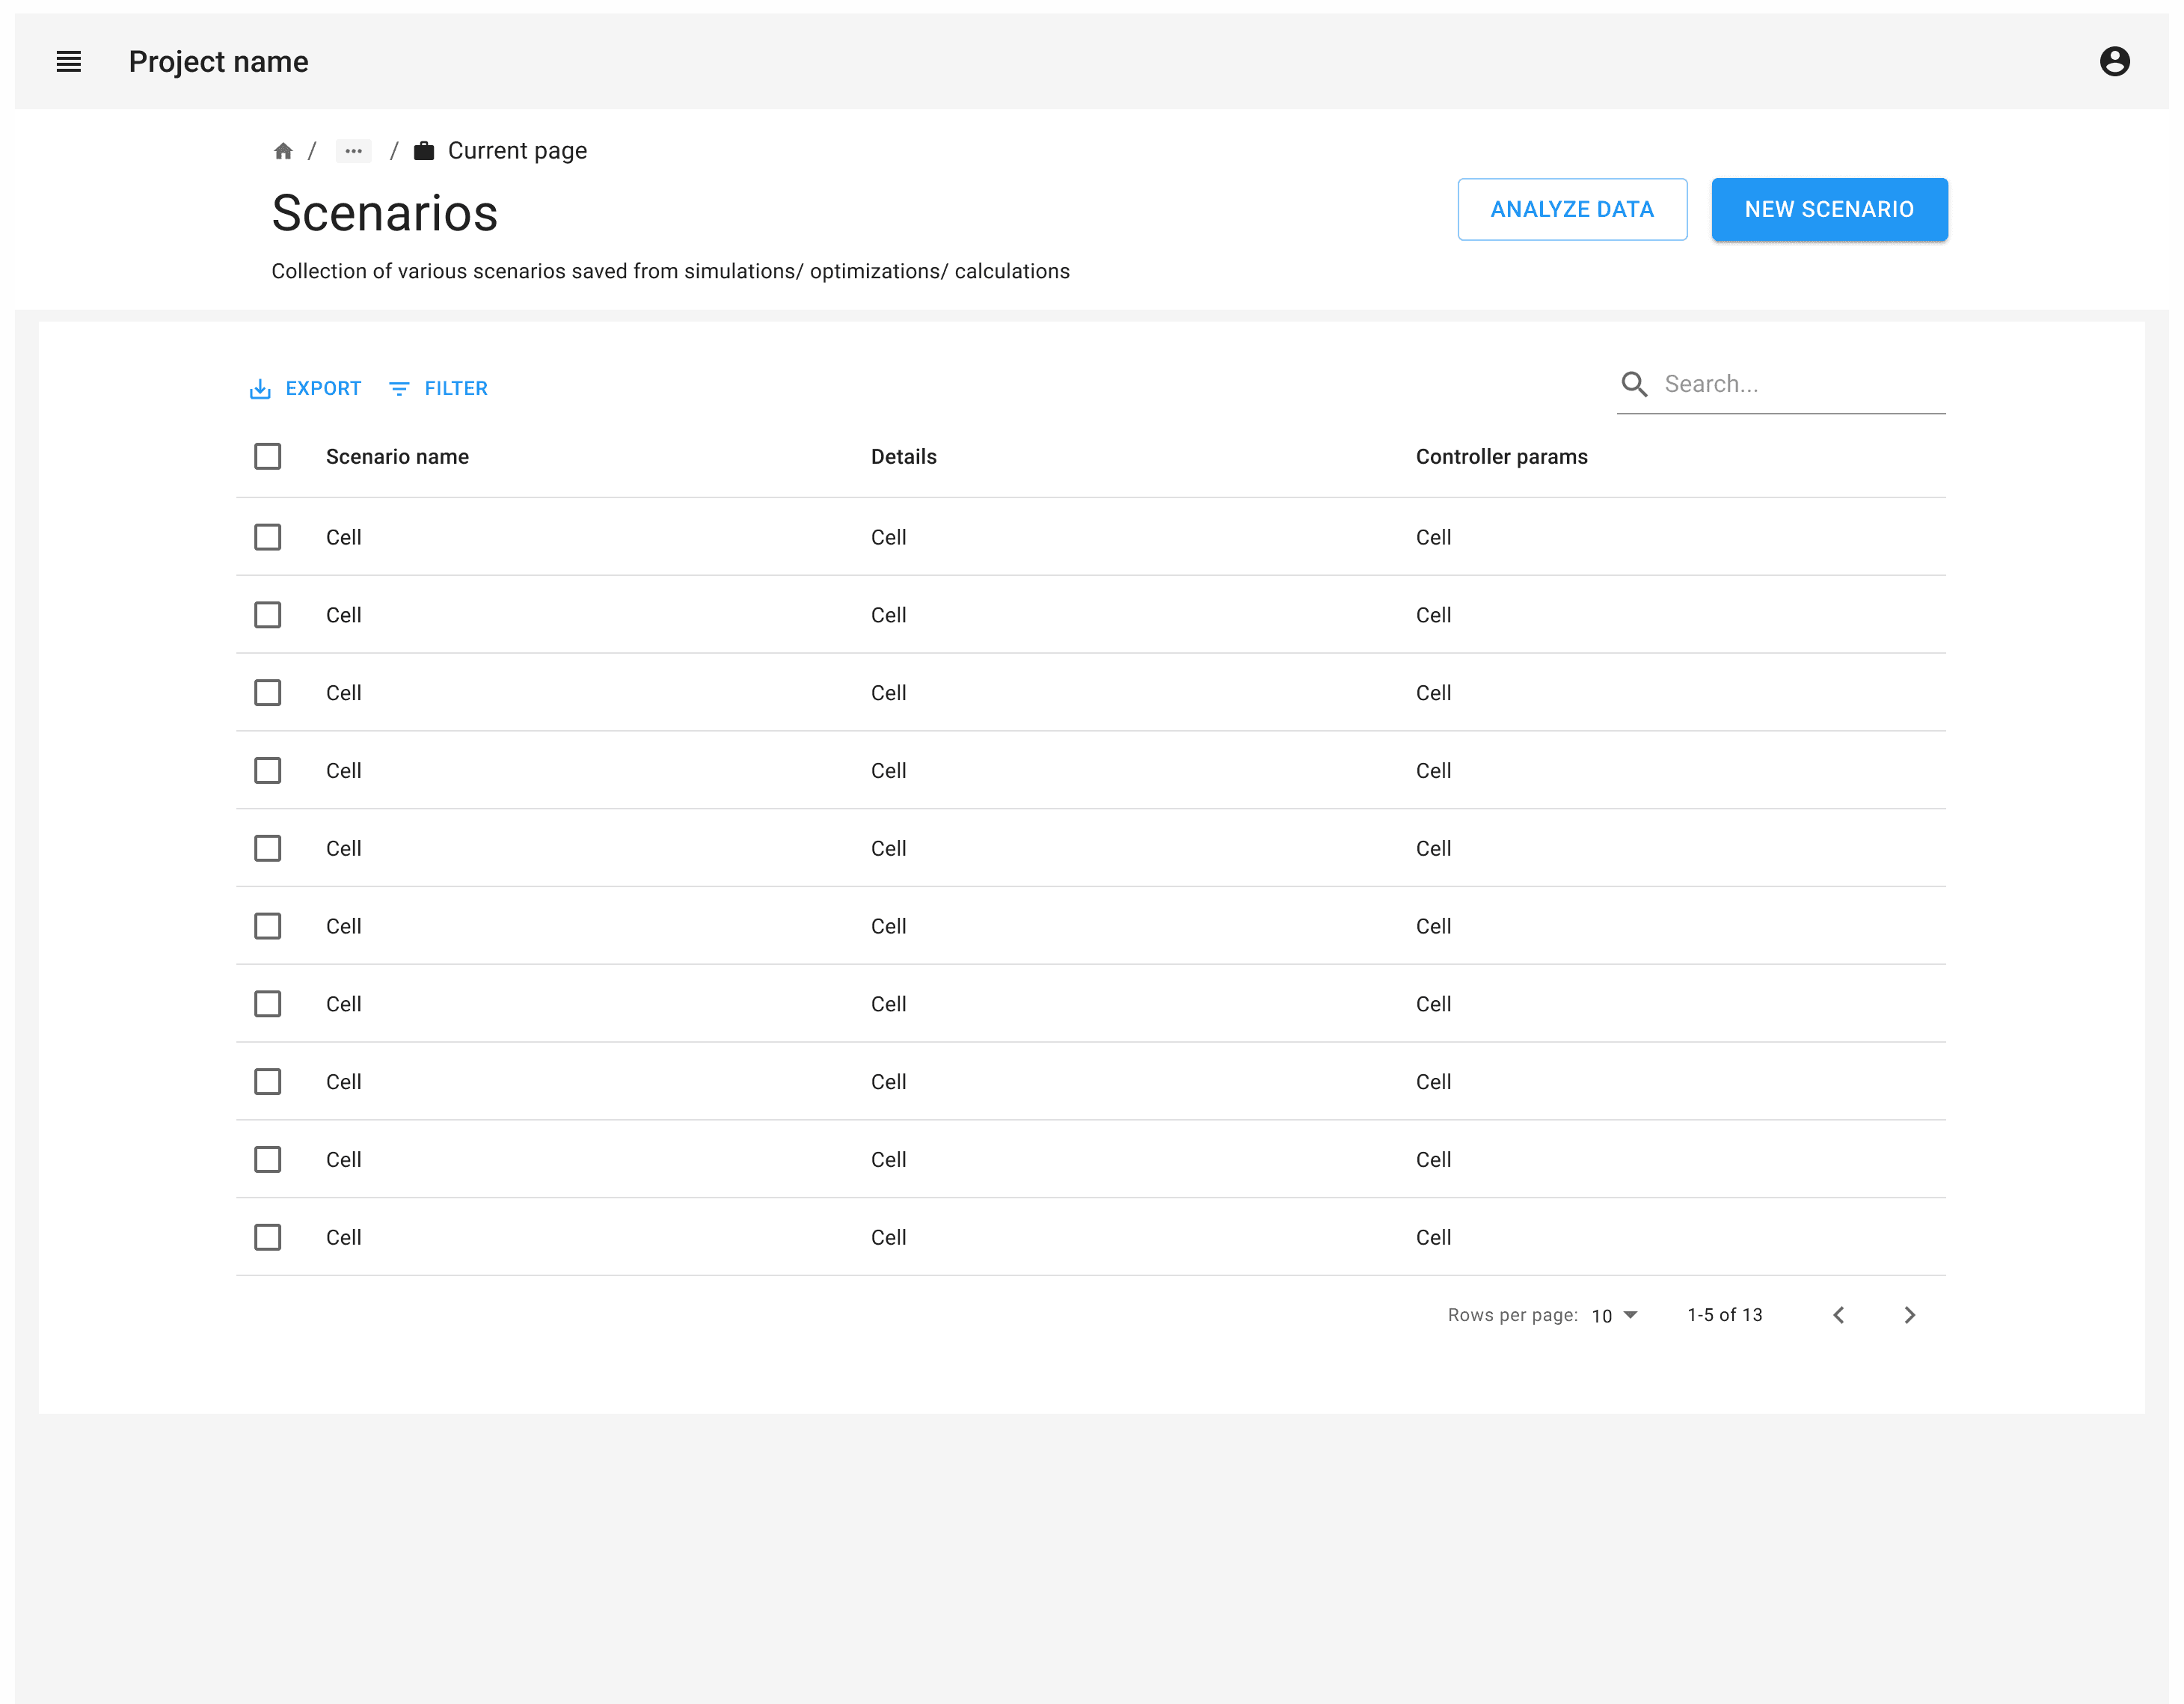 Project name
/ ... / Current page
Scenarios
ANALYZE DATA NEW SCENARIO
Collection of various scenarios saved from simulations/ optimizations/ calculations
EXPORT FILTER Search...
Scenario name Details Controller params
Cell Cell Cell
Cell Cell Cell
Cell Cell Cell
Cell Cell Cell
Cell Cell Cell
Cell Cell Cell
Cell Cell Cell
Cell Cell Cell
Cell Cell Cell
Cell Cell Cell
Rows per page: 10 1-5 of 13